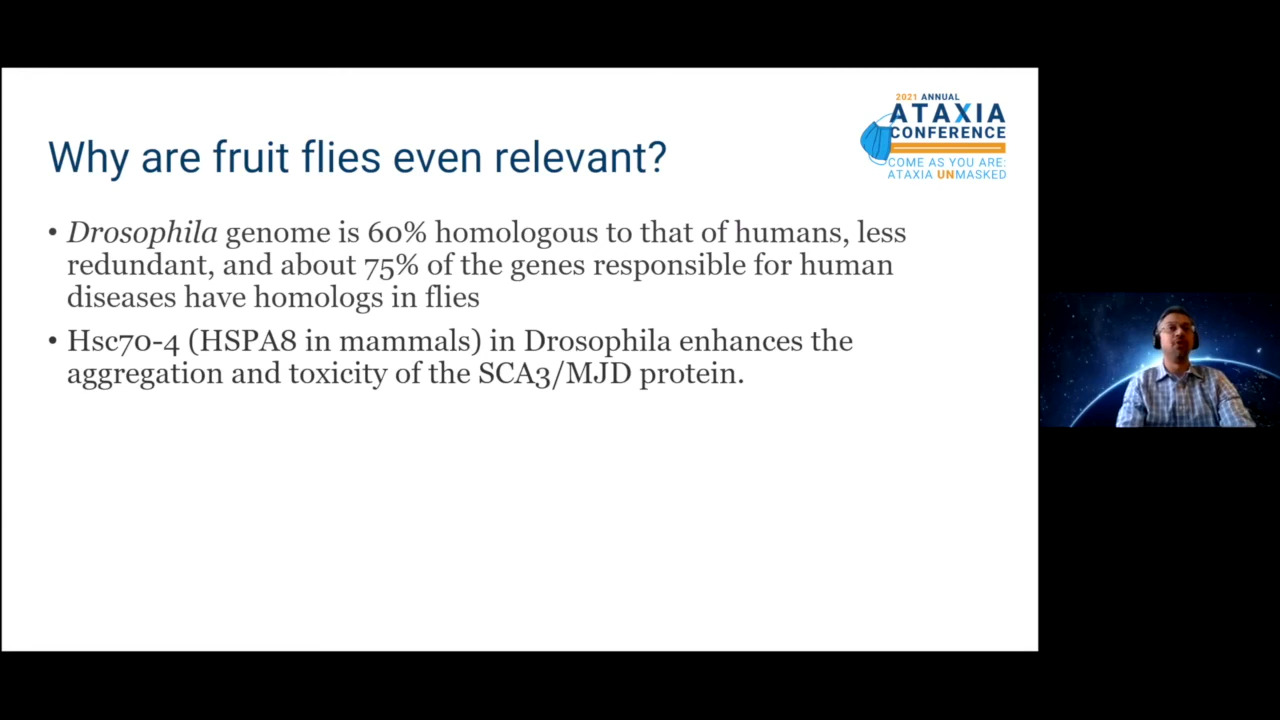 2021 ANNUAL
ATAXIA
CONFERENCE
COME AS YOU ARE:
ATAXIA UNMASKED
Why are fruit flies even relevant?
• Drosophila genome is 60% homologous to that of humans, less
redundant, and about 75% of the genes responsible for human
diseases have homologs in flies
• Hsc70-4 (HSPA8 in mammals) in Drosophila enhances the
aggregation and toxicity of the SCA3/MJD protein.